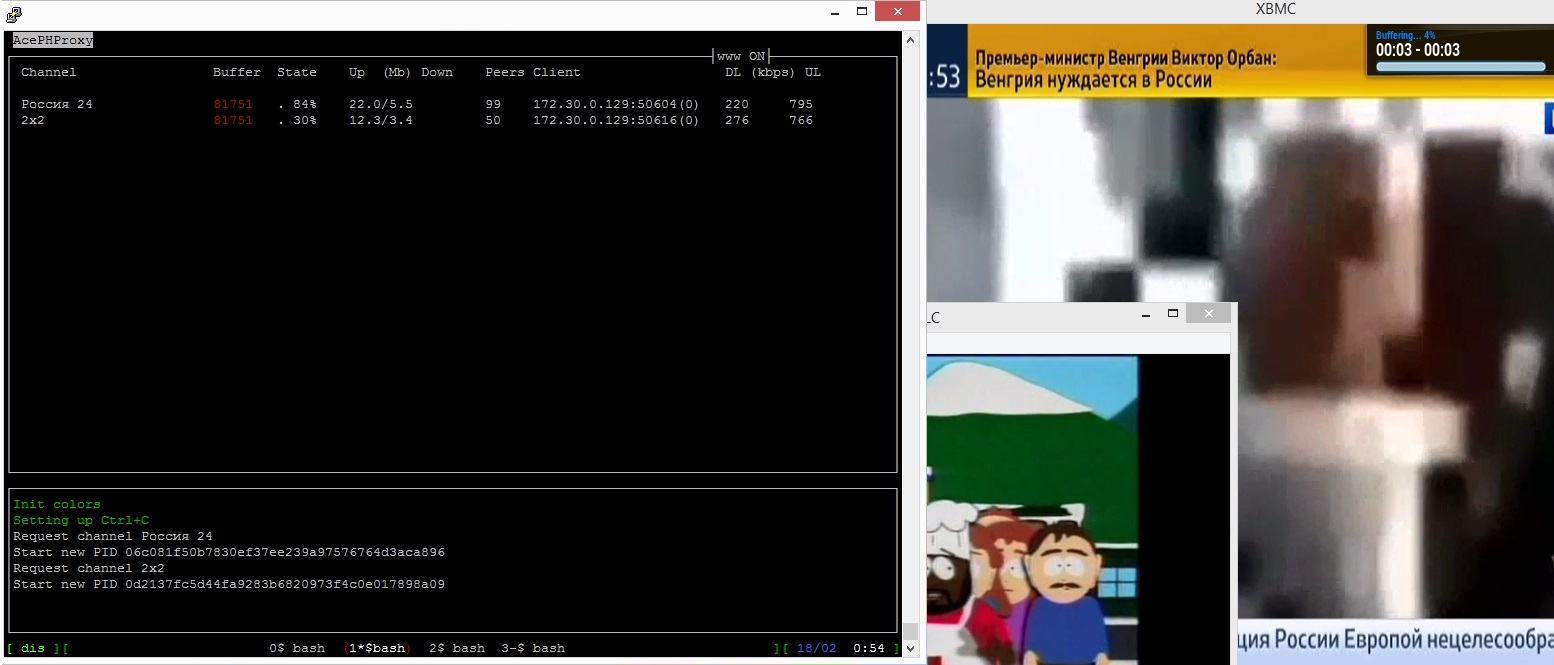 AcePHProxy
www ON
Channel Buffer State Up (Mb) Down Peers Client DL (kbps) UL
Россия 24 81751 . 84% 22.0/5.5 99 172.30.0.129:50604(0) 220 795
2x2 81751 . 30% 12.3/3.4 50 172.30.0.129:50616(0) 276 766
Init colors
Setting up Ctrl+C
Request channel Россия 24
Start new PID 06c081f50b7830ef37ee239a97576764d3aca896
Request channel 2x2
Start new PID 0d2137fc5d44fa9283b6820973f4c0e017898a09
[ dis ][ 0$ bash (1*$bash) 2$ bash 3-$ bash ][ 18/02 0:54 ]
XBMC
Buffering... 4%
00:03 - 00:03
:53
Премьер-министр Венгрии Виктор Орбан:
Венгрия нуждается в России
LC
ция России Европой нецелесообра